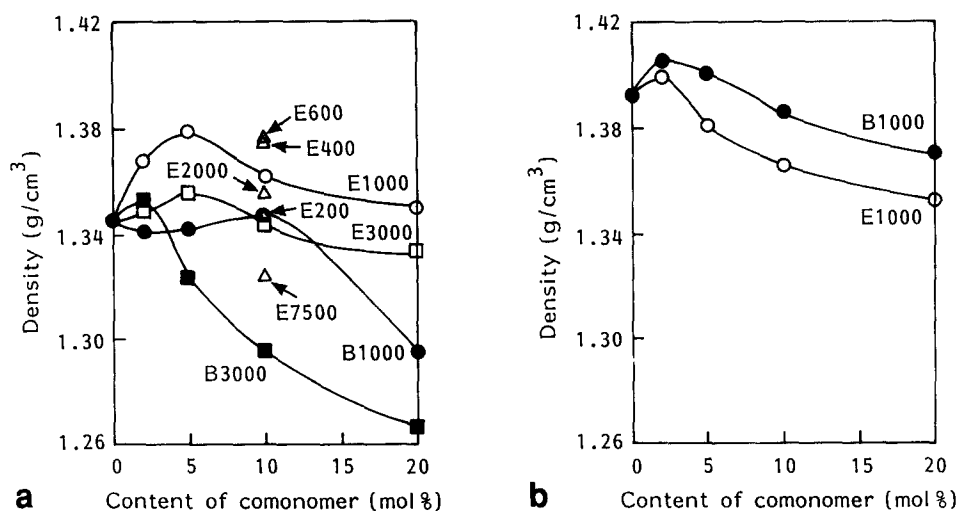 1.42
1.38
1.34
1.30
1.26
Density (g/cm³)
E600
E400
E2000
E1000
E200
E3000
E7500
B1000
B3000
0 5 10 15 20
Content of comonomer (mol%)
a
1.42
1.38
1.34
1.30
1.26
Density (g/cm³)
B1000
E1000
0 5 10 15 20
Content of comonomer (mol%)
b